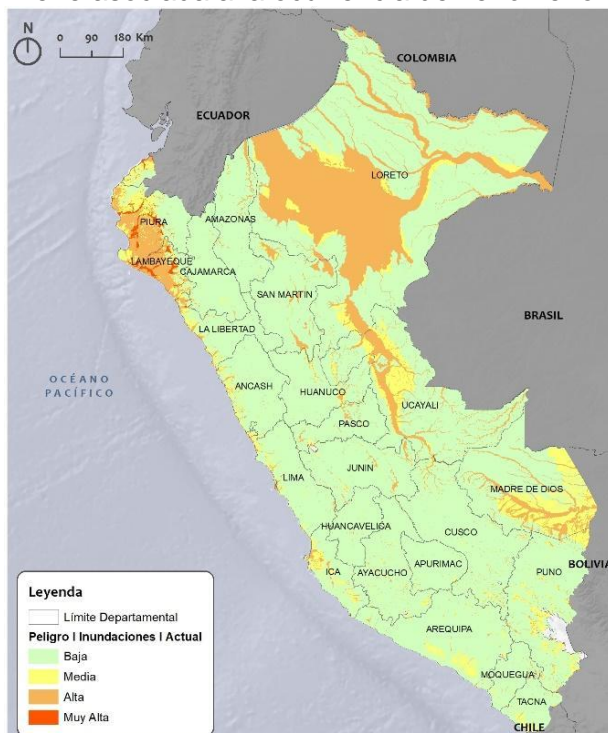 N
0 90 180 Km
COLOMBIA
ECUADOR
LORETO
PIURA
AMAZONAS
LAMBAYEQUE
CAJAMARCA
SAN MARTIN
BRASIL
LA LIBERTAD
OCÉANO
PACÍFICO
ANCASH
HUANUCO
UCAYALI
PASCO
LIMA
JUNIN
MADRE DE DIOS
HUANCAVELICA
CUSCO
ICA
AYACUCHO
APURIMAC
PUNO
BOLIVIA
AREQUIPA
MOQUEGUA
TACNA
CHILE
Leyenda
Límite Departamental
Peligro | Inundaciones | Actual
Baja
Media
Alta
Muy Alta